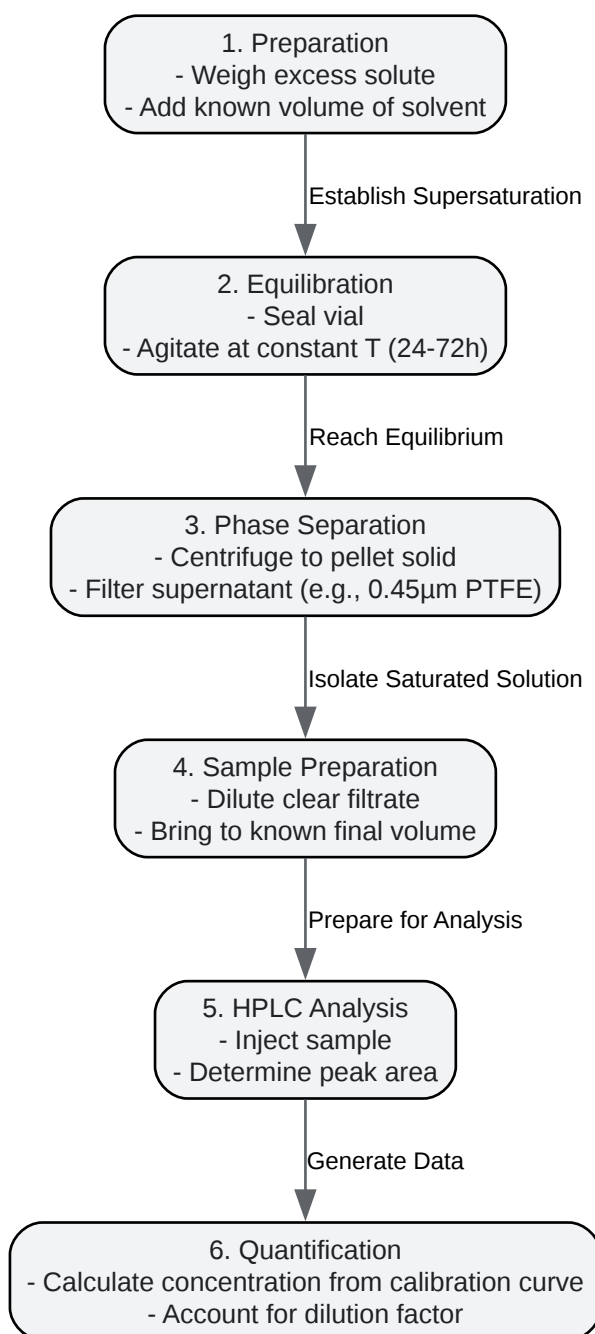 1. Preparation
- Weigh excess solute
- Add known volume of solvent
Establish Supersaturation
2. Equilibration
- Seal vial
- Agitate at constant T (24-72h)
Reach Equilibrium
3. Phase Separation
- Centrifuge to pellet solid
- Filter supernatant (e.g., 0.45µm PTFE)
Isolate Saturated Solution
4. Sample Preparation
- Dilute clear filtrate
- Bring to known final volume
Prepare for Analysis
5. HPLC Analysis
- Inject sample
- Determine peak area
Generate Data
6. Quantification
- Calculate concentration from calibration curve
- Account for dilution factor